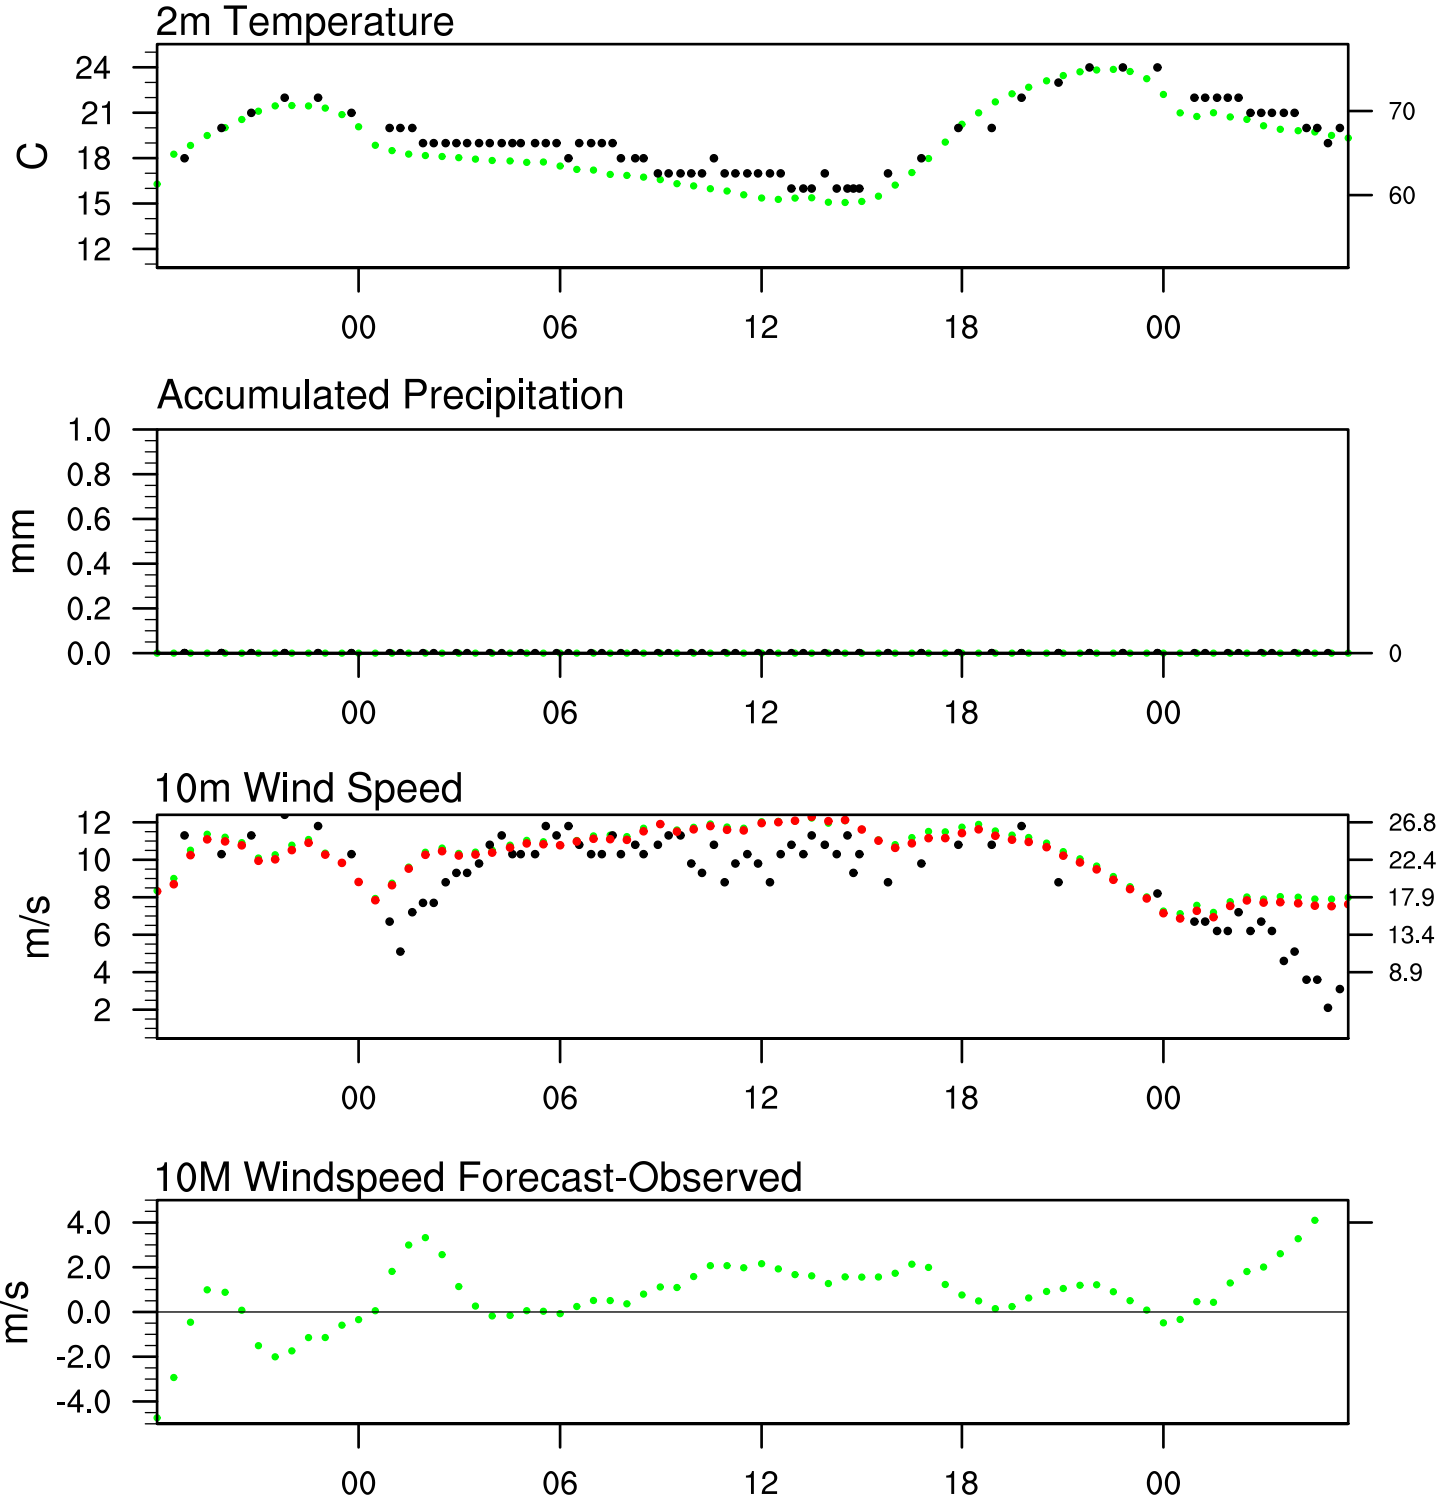 2m Temperature
24
21
18
15
12
C
70
60
00 06 12 18 00
Accumulated Precipitation
1.0
0.8
0.6
0.4
0.2
0.0
mm
0
00 06 12 18 00
10m Wind Speed
12
10
8
6
4
2
m/s
26.8
22.4
17.9
13.4
8.9
00 06 12 18 00
10M Windspeed Forecast-Observed
4.0
2.0
0.0
-2.0
-4.0
m/s
00 06 12 18 00